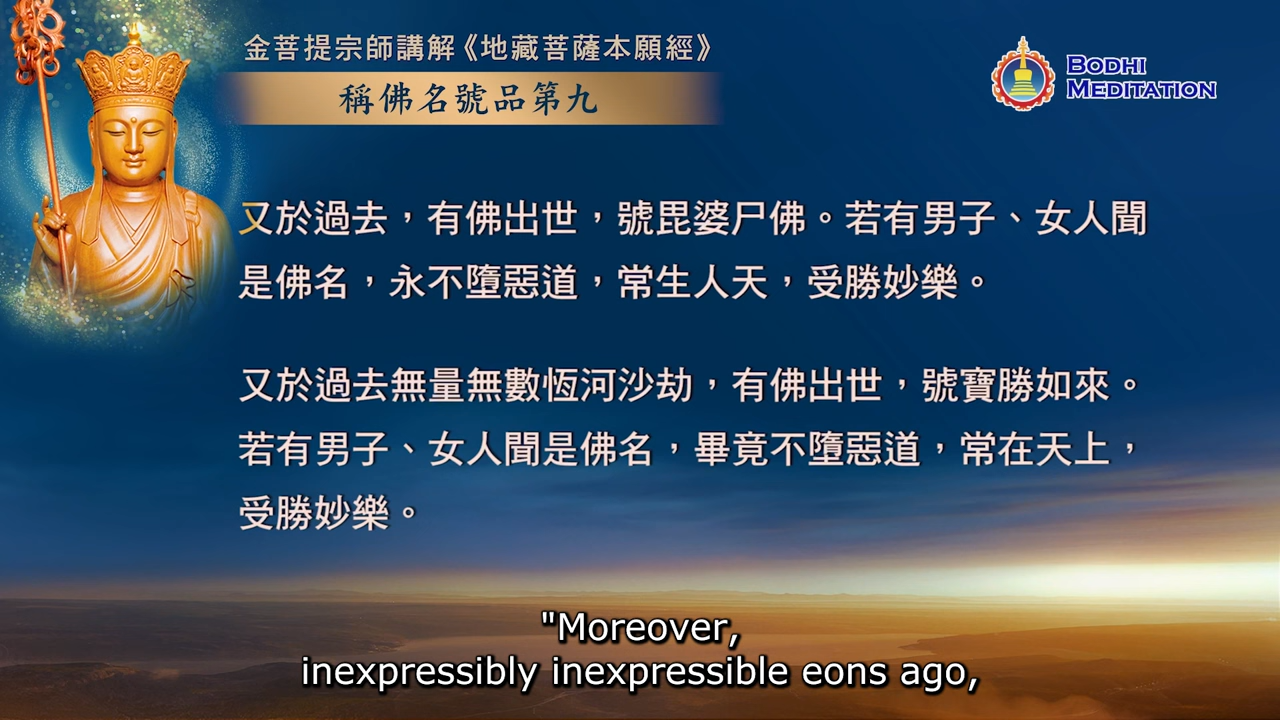 金菩提宗師講解《地藏菩薩本願經》
稱佛名號品第九
BODHI
MEDITATION
又於過去，有佛出世，號毘婆尸佛。若有男子、女人聞
是佛名，永不墮惡道，常生人天，受勝妙樂。
又於過去無量無數恆河沙劫，有佛出世，號寶勝如來。
若有男子、女人聞是佛名，畢竟不墮惡道，常在天上，
受勝妙樂。
"Moreover,
inexpressibly inexpressible eons ago,